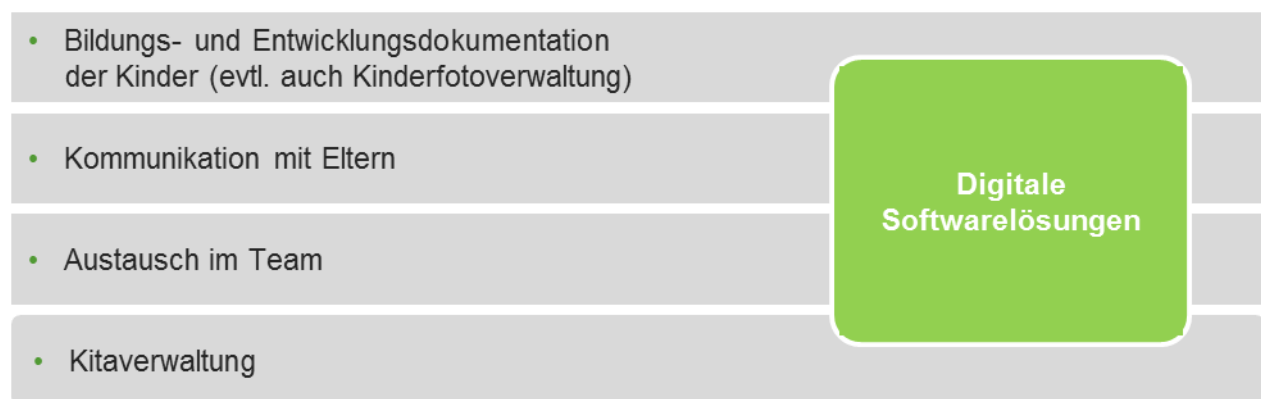 • Bildungs- und Entwicklungsdokumentation
der Kinder (evtl. auch Kinderfotoverwaltung)
• Kommunikation mit Eltern
• Austausch im Team
• Kitaverwaltung
Digitale
Softwarelösungen